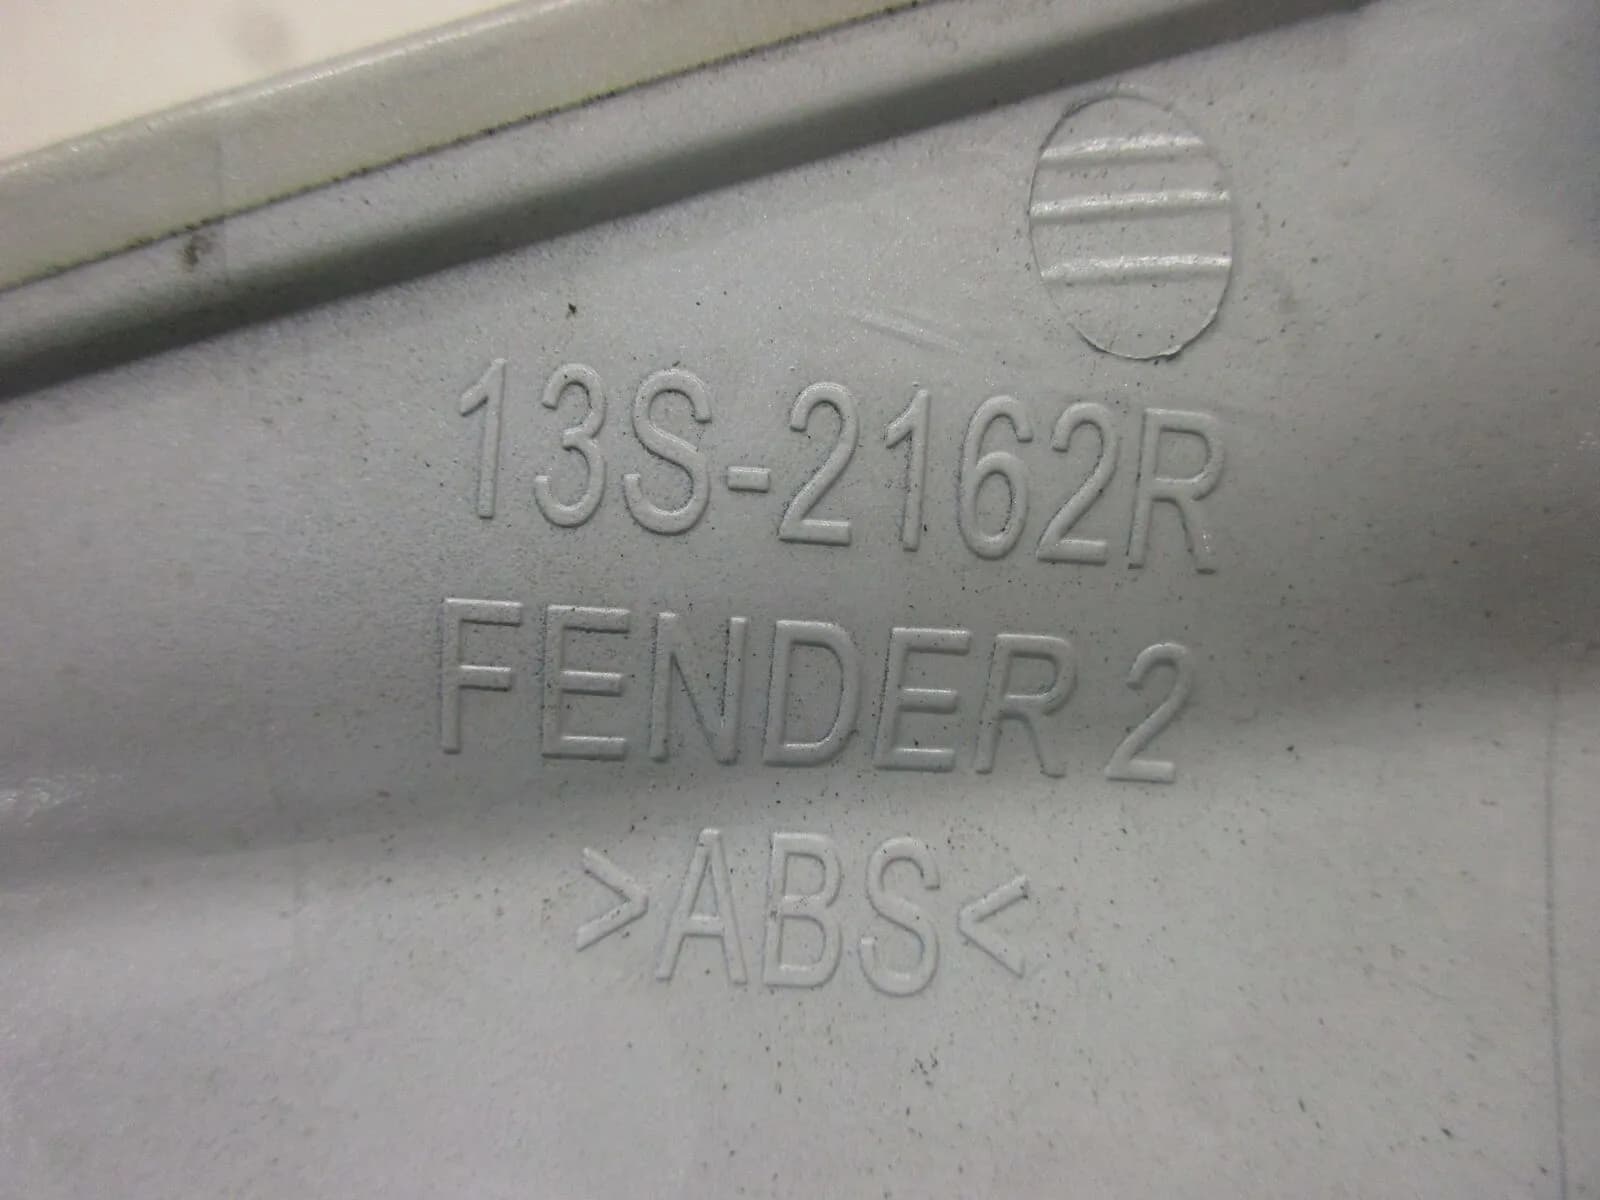 13S-2162R
FENDER 2
>ABS<